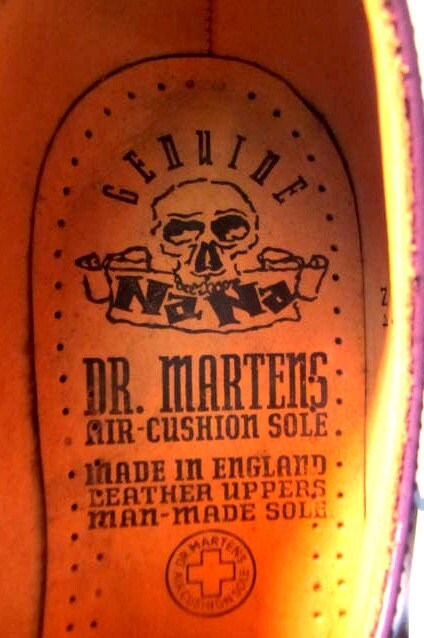 GENUINE
NaNa
DR. MARTENS
AIR-CUSHION SOLE
MADE IN ENGLAND
LEATHER UPPERS
MAN-MADE SOLE
DR. MARTENS
AIR CUSHION SOLE